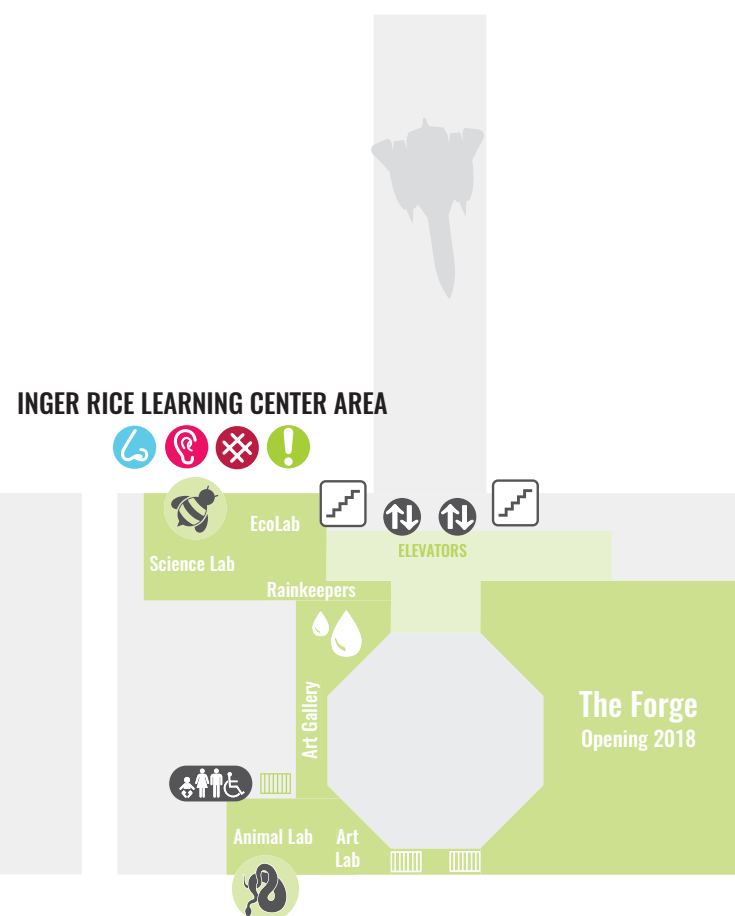 INGER RICE LEARNING CENTER AREA
EcoLab
ELEVATORS
Science Lab
Rainkeepers
Art Gallery
The Forge
Opening 2018
Animal Lab
Art
Lab